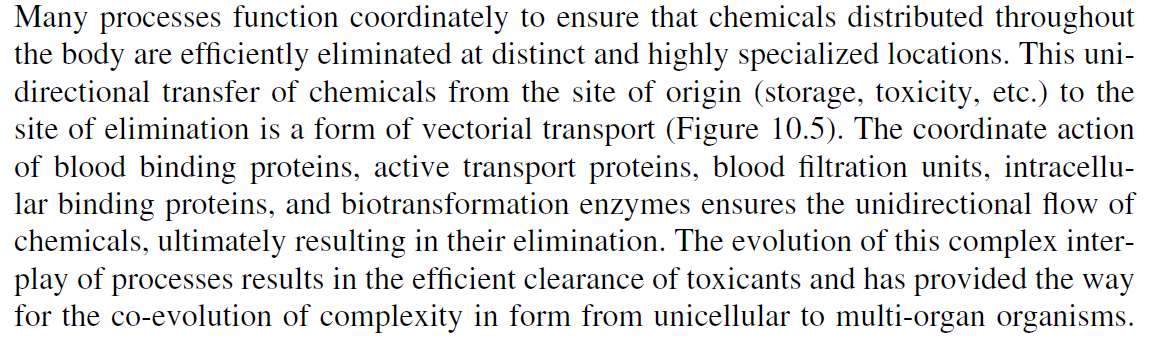 Many processes function coordinately to ensure that chemicals distributed throughout
the body are efficiently eliminated at distinct and highly specialized locations. This uni-
directional transfer of chemicals from the site of origin (storage, toxicity, etc.) to the
site of elimination is a form of vectorial transport (Figure 10.5). The coordinate action
of blood binding proteins, active transport proteins, blood filtration units, intracellu-
lar binding proteins, and biotransformation enzymes ensures the unidirectional flow of
chemicals, ultimately resulting in their elimination. The evolution of this complex inter-
play of processes results in the efficient clearance of toxicants and has provided the way
for the co-evolution of complexity in form from unicellular to multi-organ organisms.